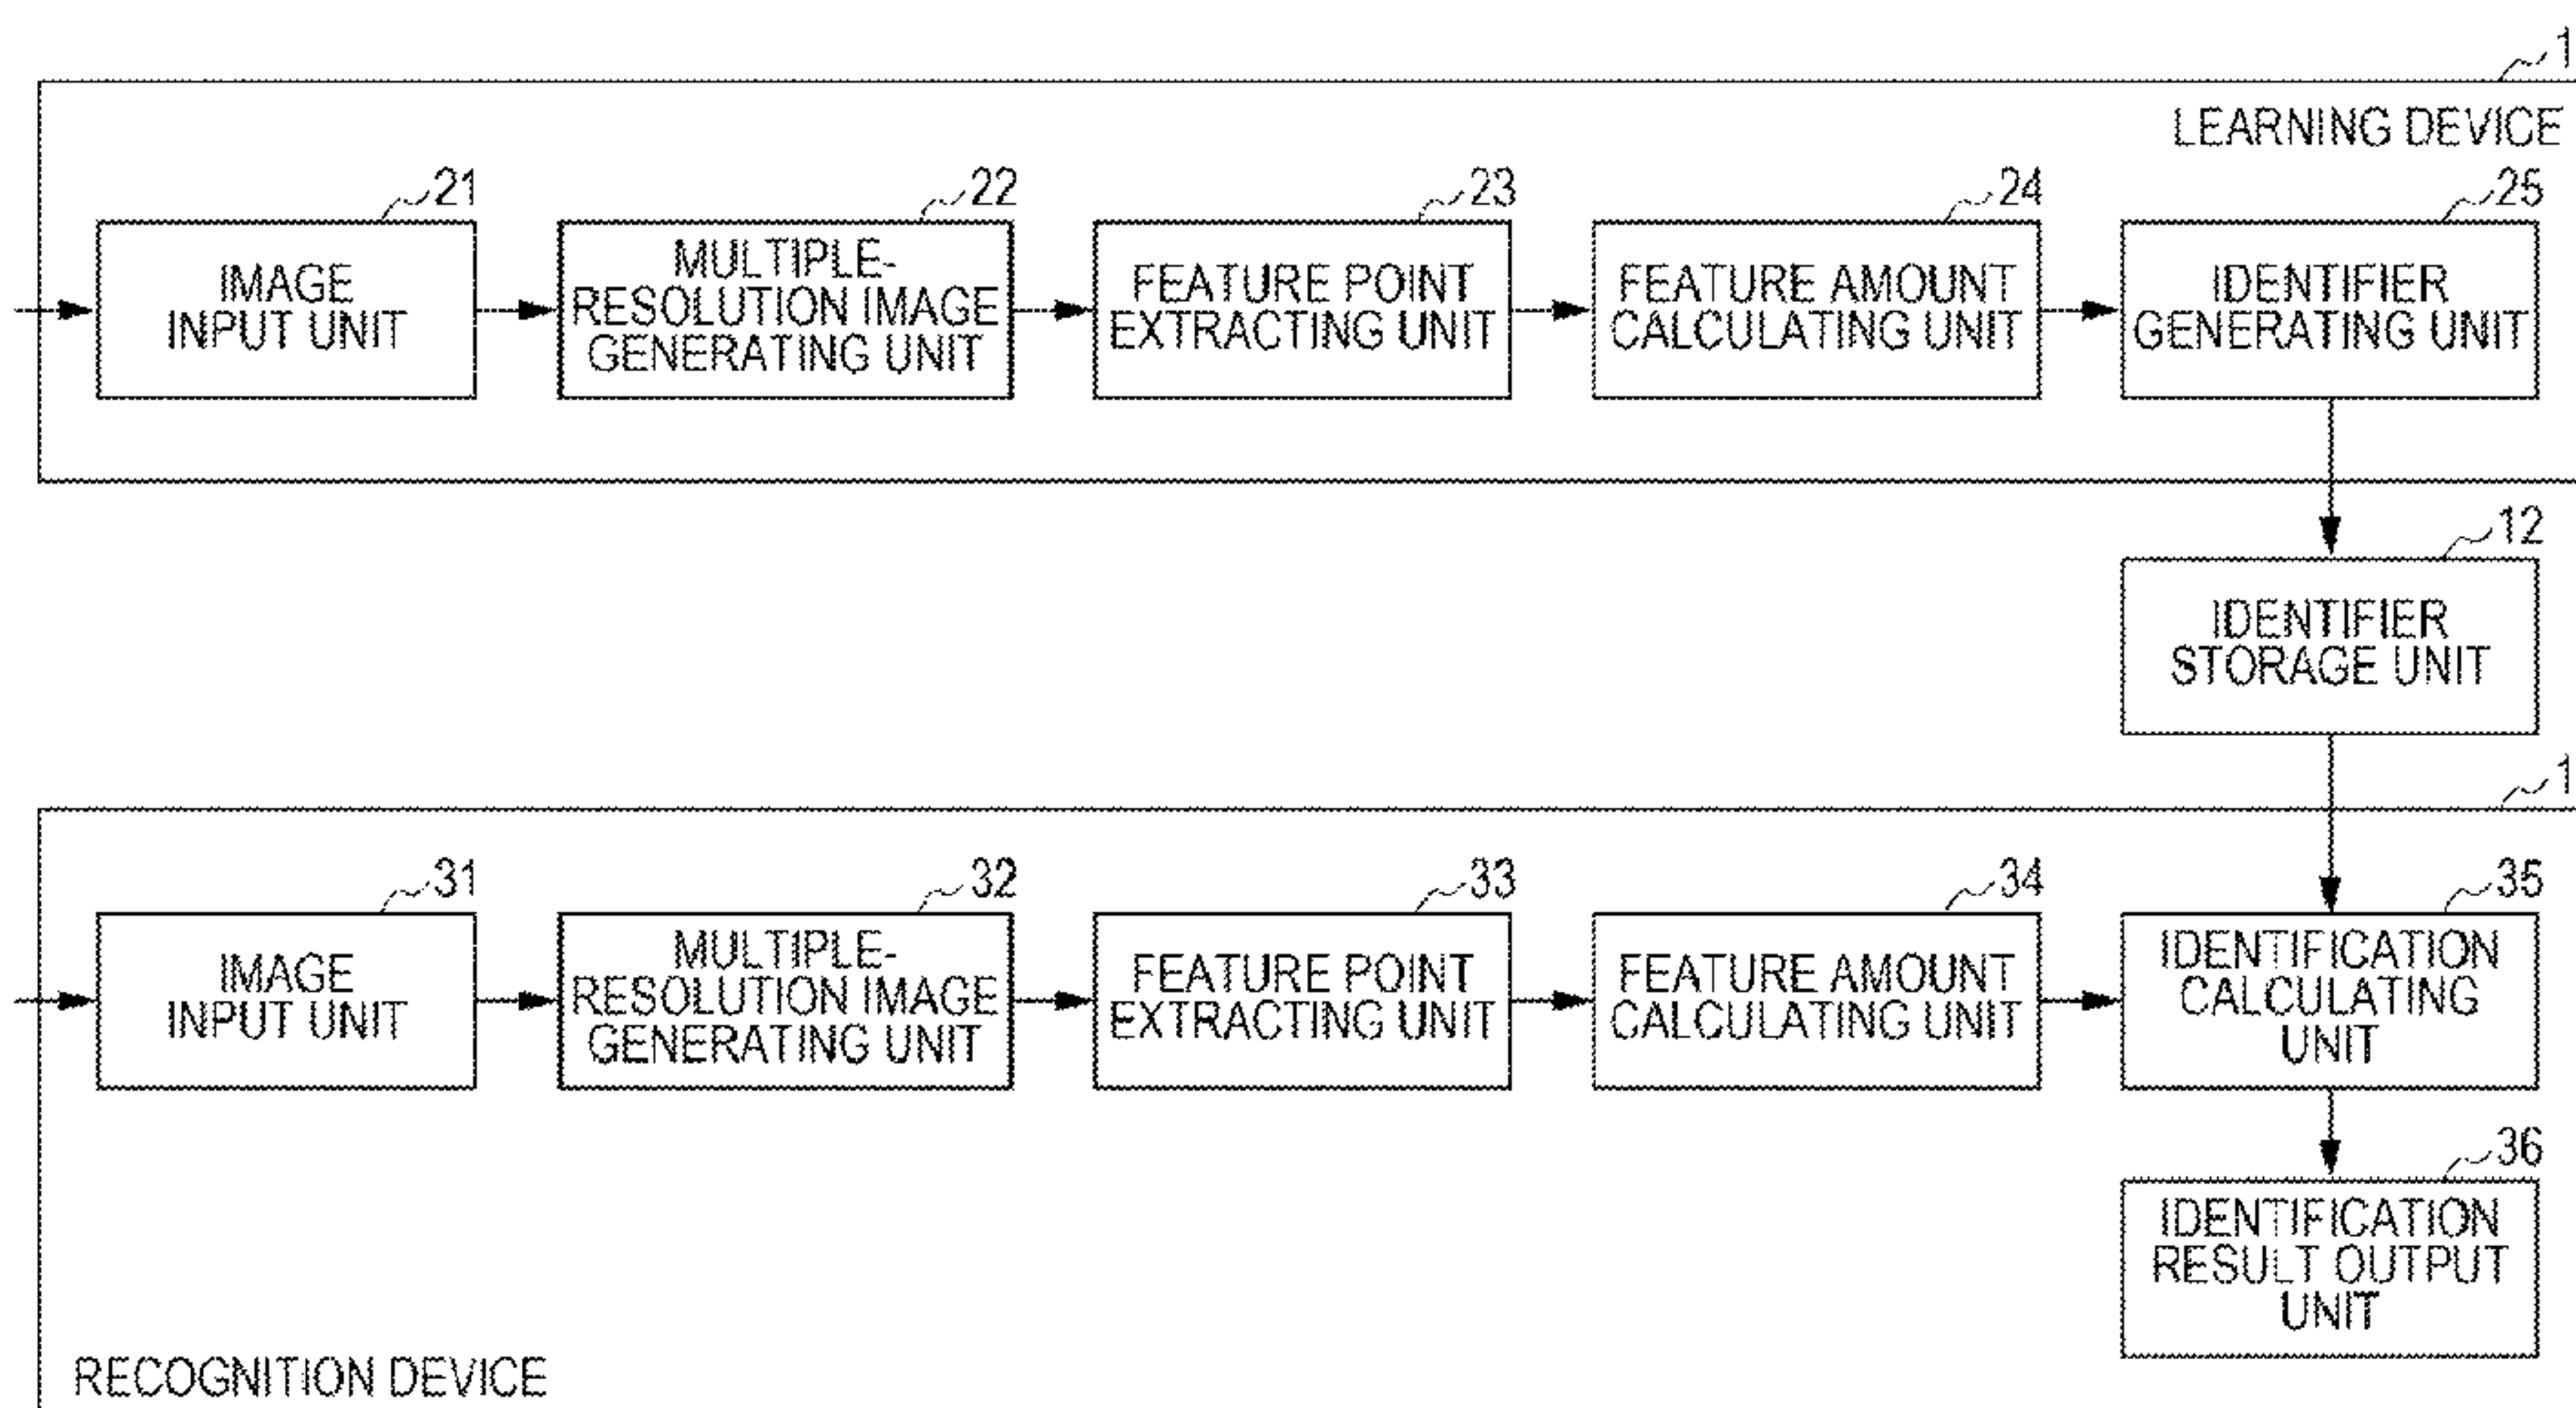 1
LEARNING DEVICE
21
22
23
24
25
IMAGE
INPUT UNIT
MULTIPLE-
RESOLUTION IMAGE
GENERATING UNIT
FEATURE POINT
EXTRACTING UNIT
FEATURE AMOUNT
CALCULATING UNIT
IDENTIFIER
GENERATING UNIT
12
IDENTIFIER
STORAGE UNIT
1
31
32
33
34
35
IMAGE
INPUT UNIT
MULTIPLE-
RESOLUTION IMAGE
GENERATING UNIT
FEATURE POINT
EXTRACTING UNIT
FEATURE AMOUNT
CALCULATING UNIT
IDENTIFICATION
CALCULATING
UNIT
36
IDENTIFICATION
RESULT OUTPUT
UNIT
RECOGNITION DEVICE